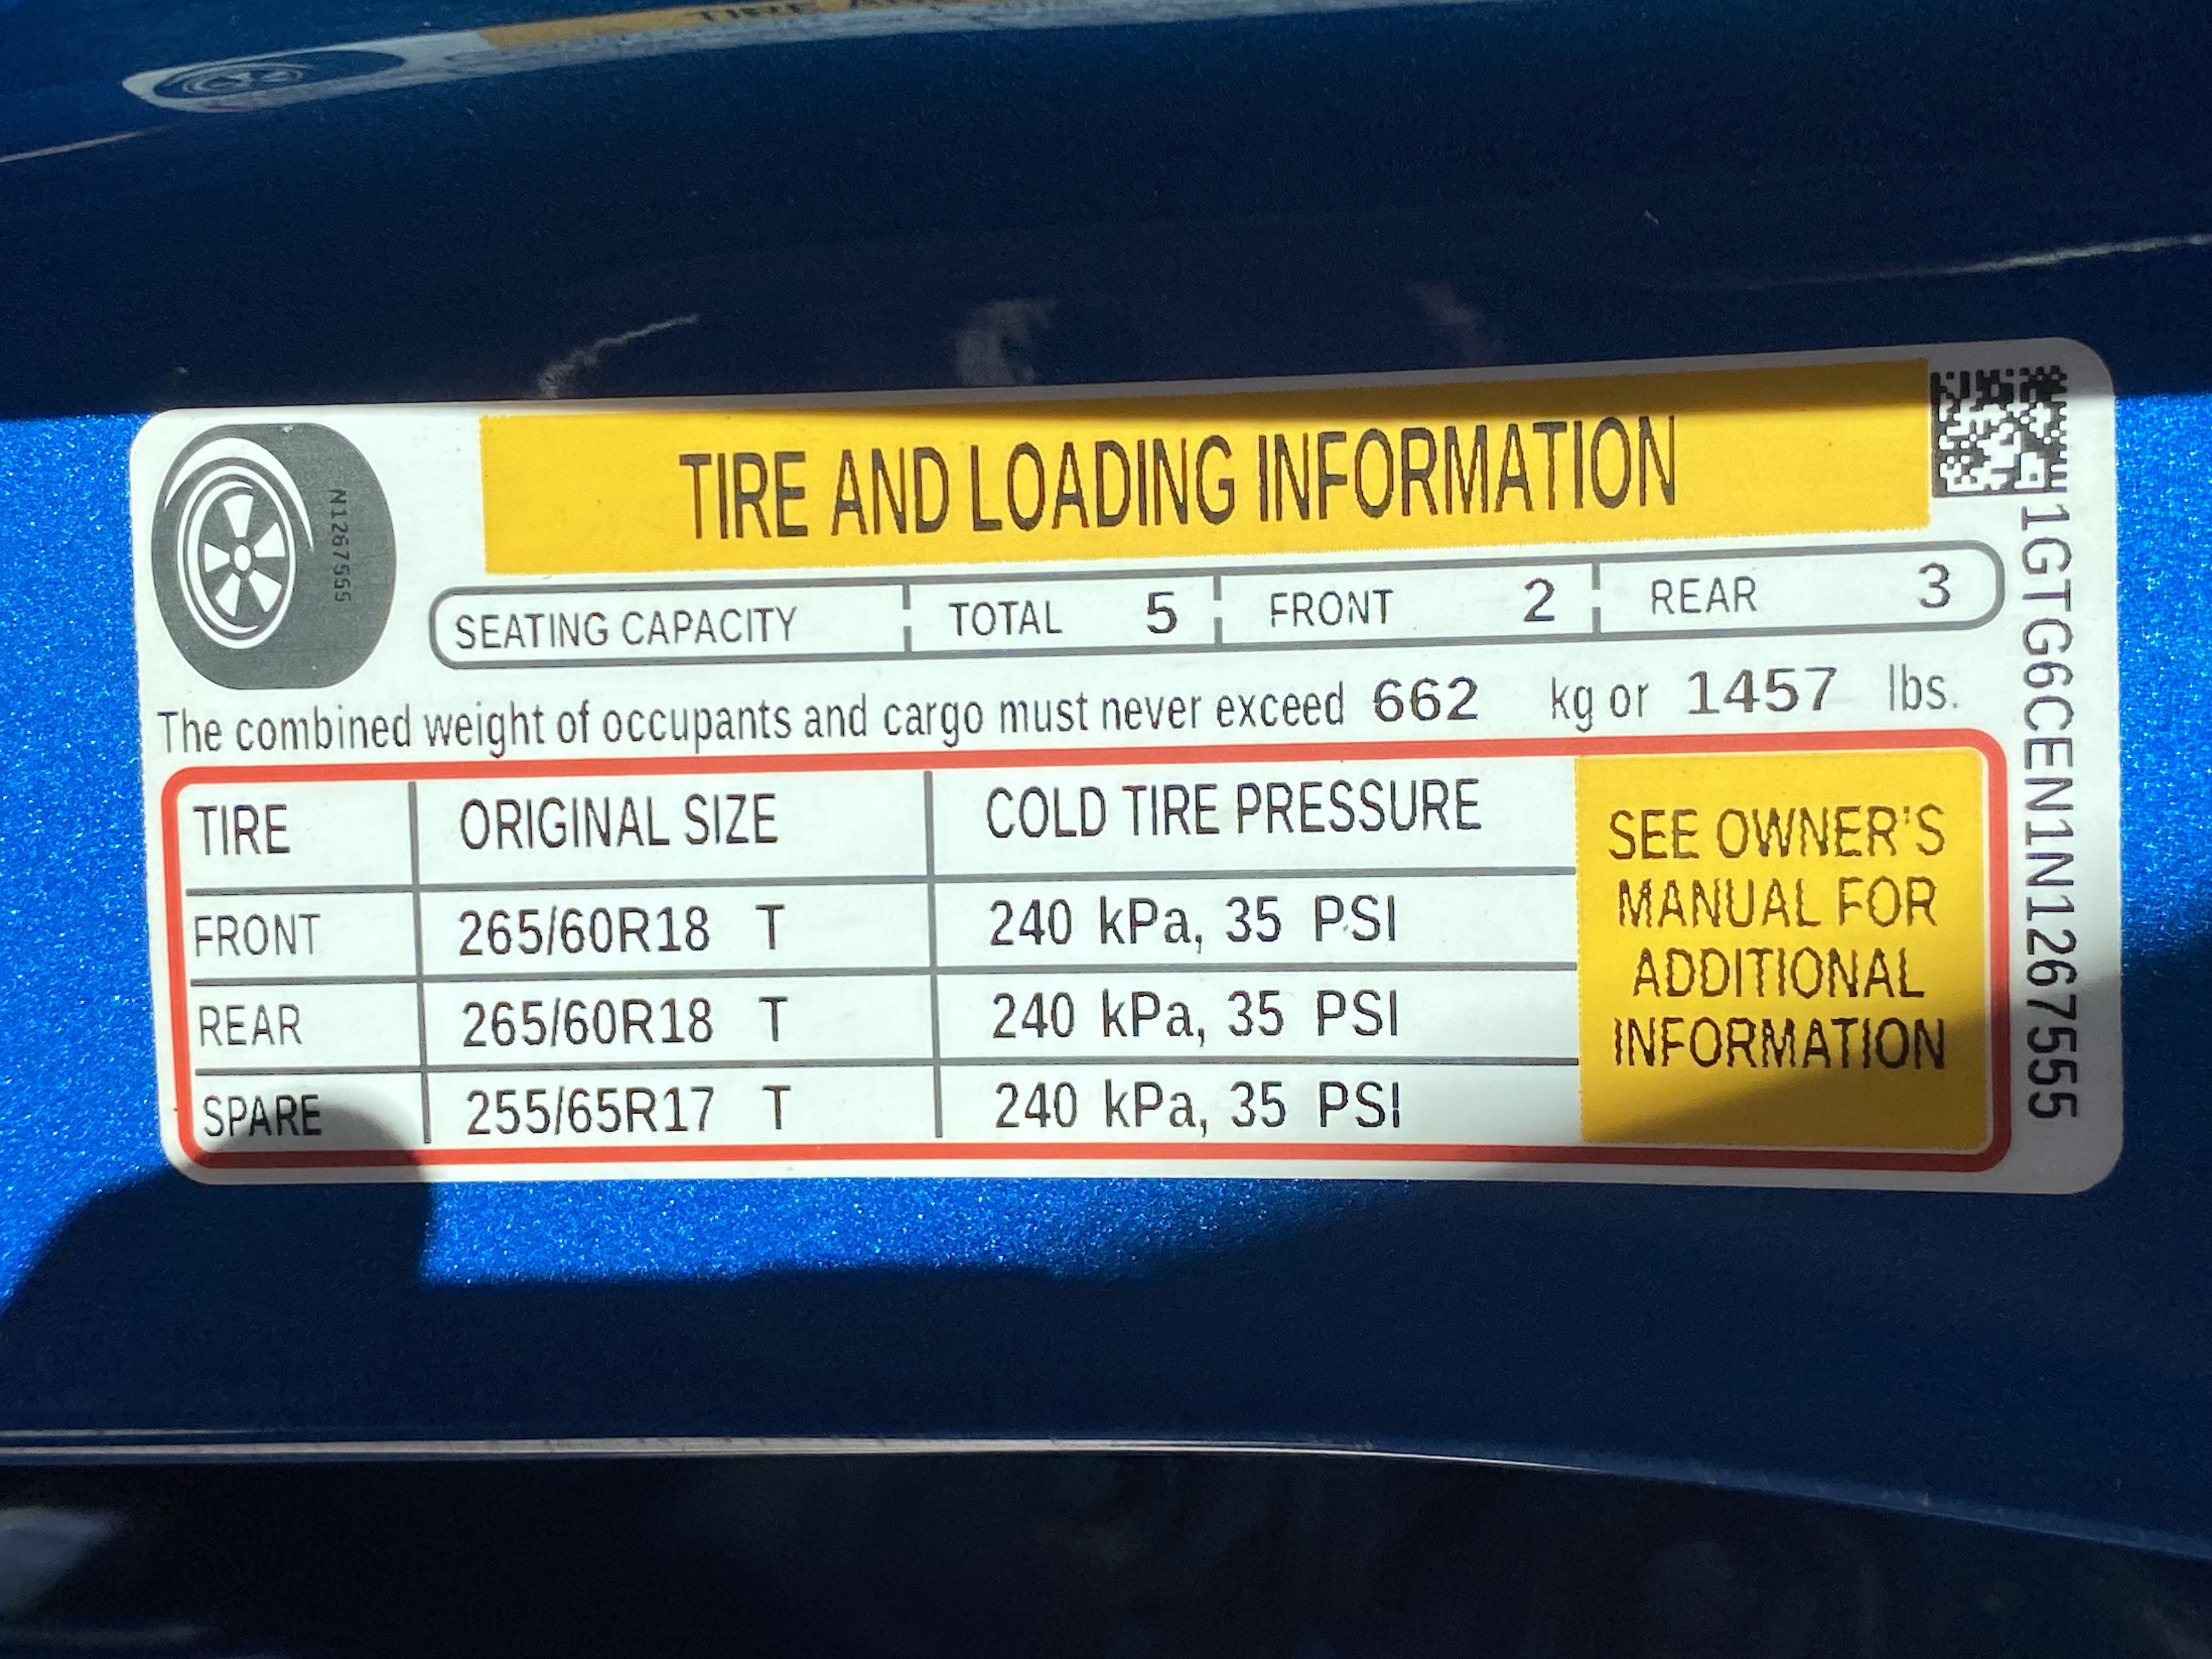 TIRE AND LOADING INFORMATION
N1267555
SEATING CAPACITY TOTAL 5 FRONT 2 REAR 3
The combined weight of occupants and cargo must never exceed 662 kg or 1457 lbs.
TIRE ORIGINAL SIZE COLD TIRE PRESSURE
FRONT 265/60R18 T 240 kPa, 35 PSI
REAR 265/60R18 T 240 kPa, 35 PSI
SPARE 255/65R17 T 240 kPa, 35 PSI
SEE OWNER'S
MANUAL FOR
ADDITIONAL
INFORMATION
1GTG6CEN1N1267555